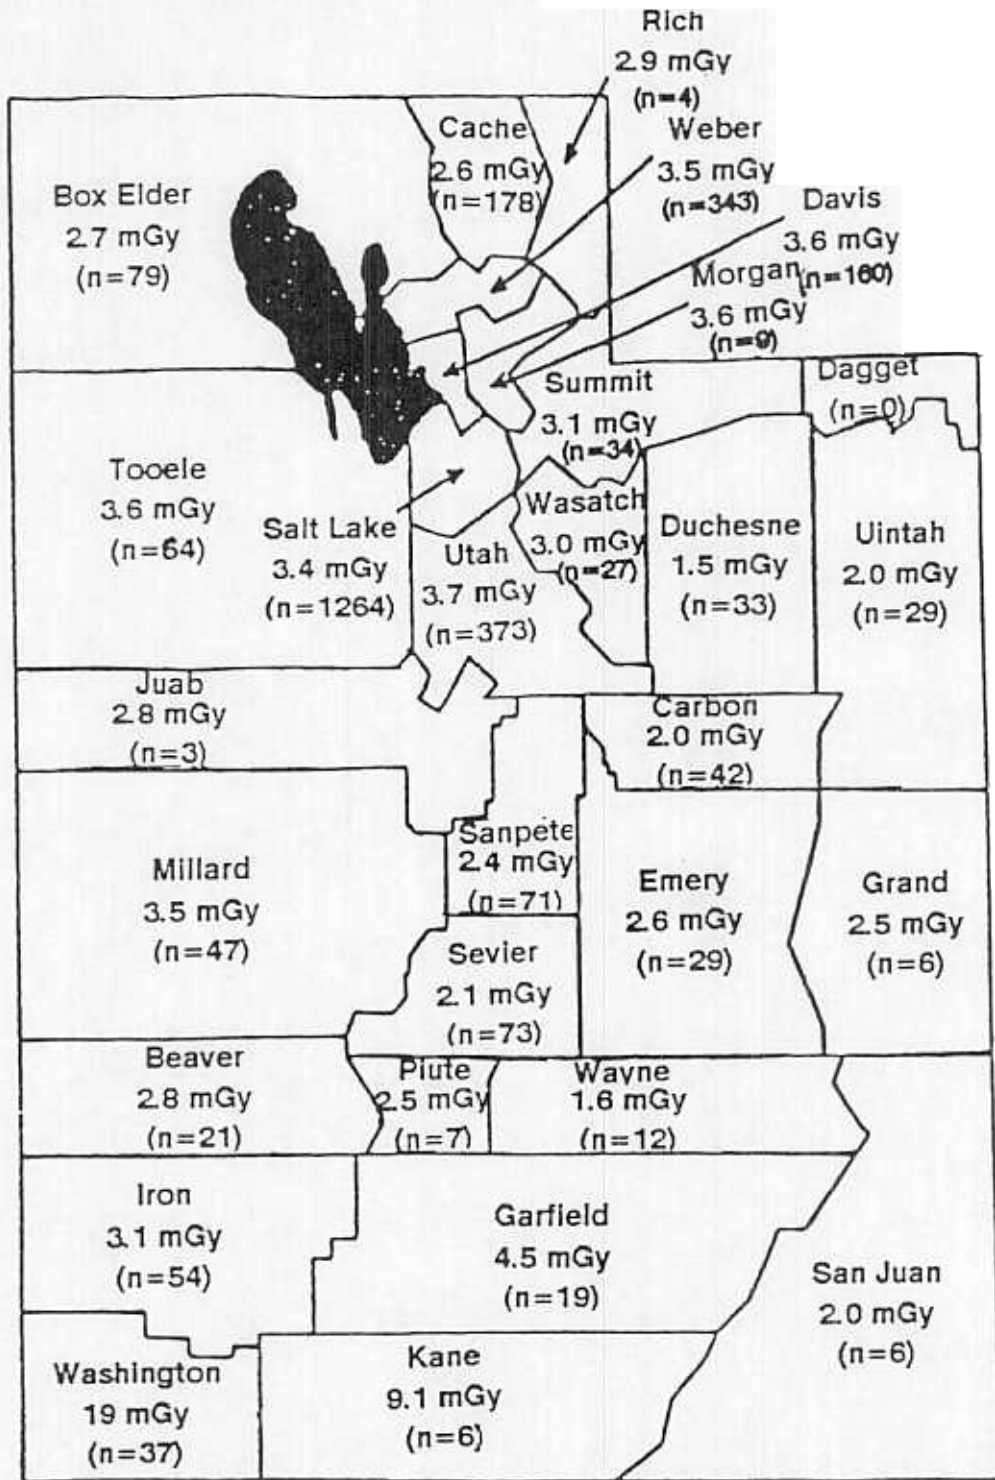 Rich
2.9 mGy
(n=4)
Cache
2.6 mGy
(n=178)
Weber
3.5 mGy
(n=343)
Box Elder
2.7 mGy
(n=79)
Davis
3.6 mGy
(n=160)
Morgan
3.6 mGy
(n=9)
Dagget
(n=0)
Summit
3.1 mGy
(n=34)
Tooele
3.6 mGy
(n=64)
Salt Lake
3.4 mGy
(n=1264)
Utah
3.7 mGy
(n=373)
Wasatch
3.0 mGy
(n=27)
Duchesne
1.5 mGy
(n=33)
Uintah
2.0 mGy
(n=29)
Juab
2.8 mGy
(n=3)
Carbon
2.0 mGy
(n=42)
Millard
3.5 mGy
(n=47)
Sanpete
2.4 mGy
(n=71)
Emery
2.6 mGy
(n=29)
Grand
2.5 mGy
(n=6)
Sevier
2.1 mGy
(n=73)
Beaver
2.8 mGy
(n=21)
Piute
2.5 mGy
(n=7)
Wayne
1.6 mGy
(n=12)
Iron
3.1 mGy
(n=54)
Garfield
4.5 mGy
(n=19)
San Juan
2.0 mGy
(n=6)
Washington
19 mGy
(n=37)
Kane
9.1 mGy
(n=6)